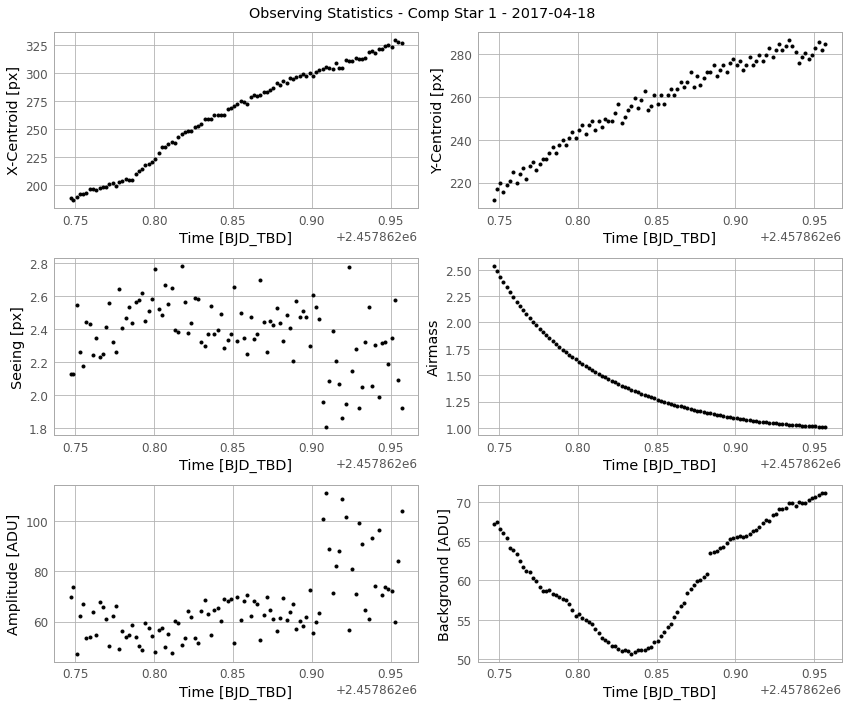 Observing Statistics - Comp Star 1 - 2017-04-18
X-Centroid [px]
325
300
275
250
225
200
0.75 0.80 0.85 0.90 0.95
+2.457862e6
Time [BJD_TBD]
Y-Centroid [px]
280
260
240
220
0.75 0.80 0.85 0.90 0.95
+2.457862e6
Time [BJD_TBD]
Seeing [px]
2.8
2.6
2.4
2.2
2.0
1.8
0.75 0.80 0.85 0.90 0.95
+2.457862e6
Time [BJD_TBD]
Airmass
2.50
2.25
2.00
1.75
1.50
1.25
1.00
0.75 0.80 0.85 0.90 0.95
+2.457862e6
Time [BJD_TBD]
Amplitude [ADU]
100
80
60
0.75 0.80 0.85 0.90 0.95
+2.457862e6
Time [BJD_TBD]
Background [ADU]
70
65
60
55
50
0.75 0.80 0.85 0.90 0.95
+2.457862e6
Time [BJD_TBD]